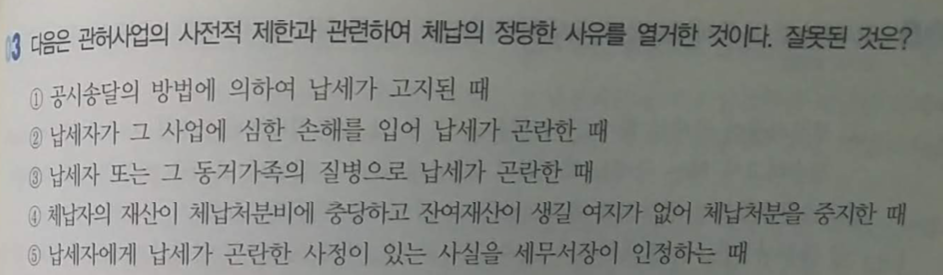 03 다음은 관허사업의 사전적 제한과 관련하여 체납의 정당한 사유를 열거한 것이다. 잘못된 것은?
① 공시송달의 방법에 의하여 납세가 고지된 때
② 납세자가 그 사업에 심한 손해를 입어 납세가 곤란한 때
③ 납세자 또는 그 동거가족의 질병으로 납세가 곤란한 때
④ 체납자의 재산이 체납처분비에 충당하고 잔여재산이 생길 여지가 없어 체납처분을 중지한 때
⑤ 납세자에게 납세가 곤란한 사정이 있는 사실을 세무서장이 인정하는 때